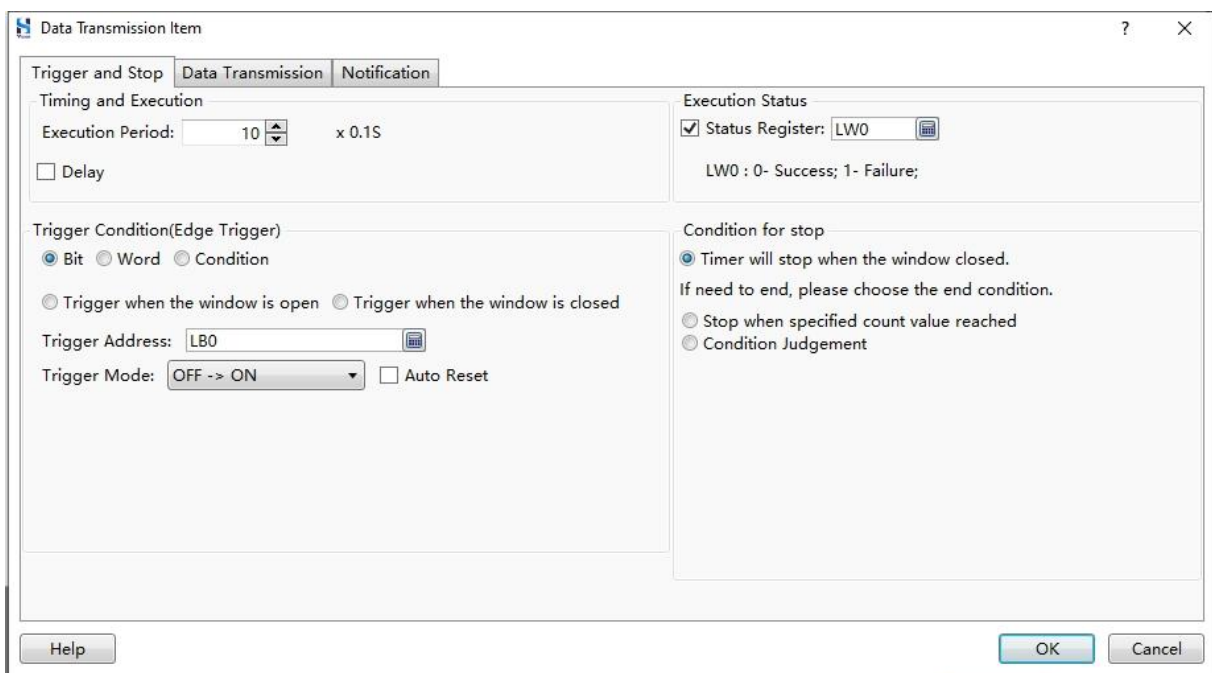 Data Transmission Item
?
Trigger and Stop Data Transmission Notification
Timing and Execution
Execution Period: 10 x 0.1S
Delay
Execution Status
Status Register: LW0
LW0 : 0- Success; 1- Failure;
Trigger Condition(Edge Trigger)
Bit Word Condition
Trigger when the window is open Trigger when the window is closed
Trigger Address: LB0
Trigger Mode: OFF -> ON Auto Reset
Condition for stop
Timer will stop when the window closed.
If need to end, please choose the end condition.
Stop when specified count value reached
Condition Judgement
Help OK Cancel